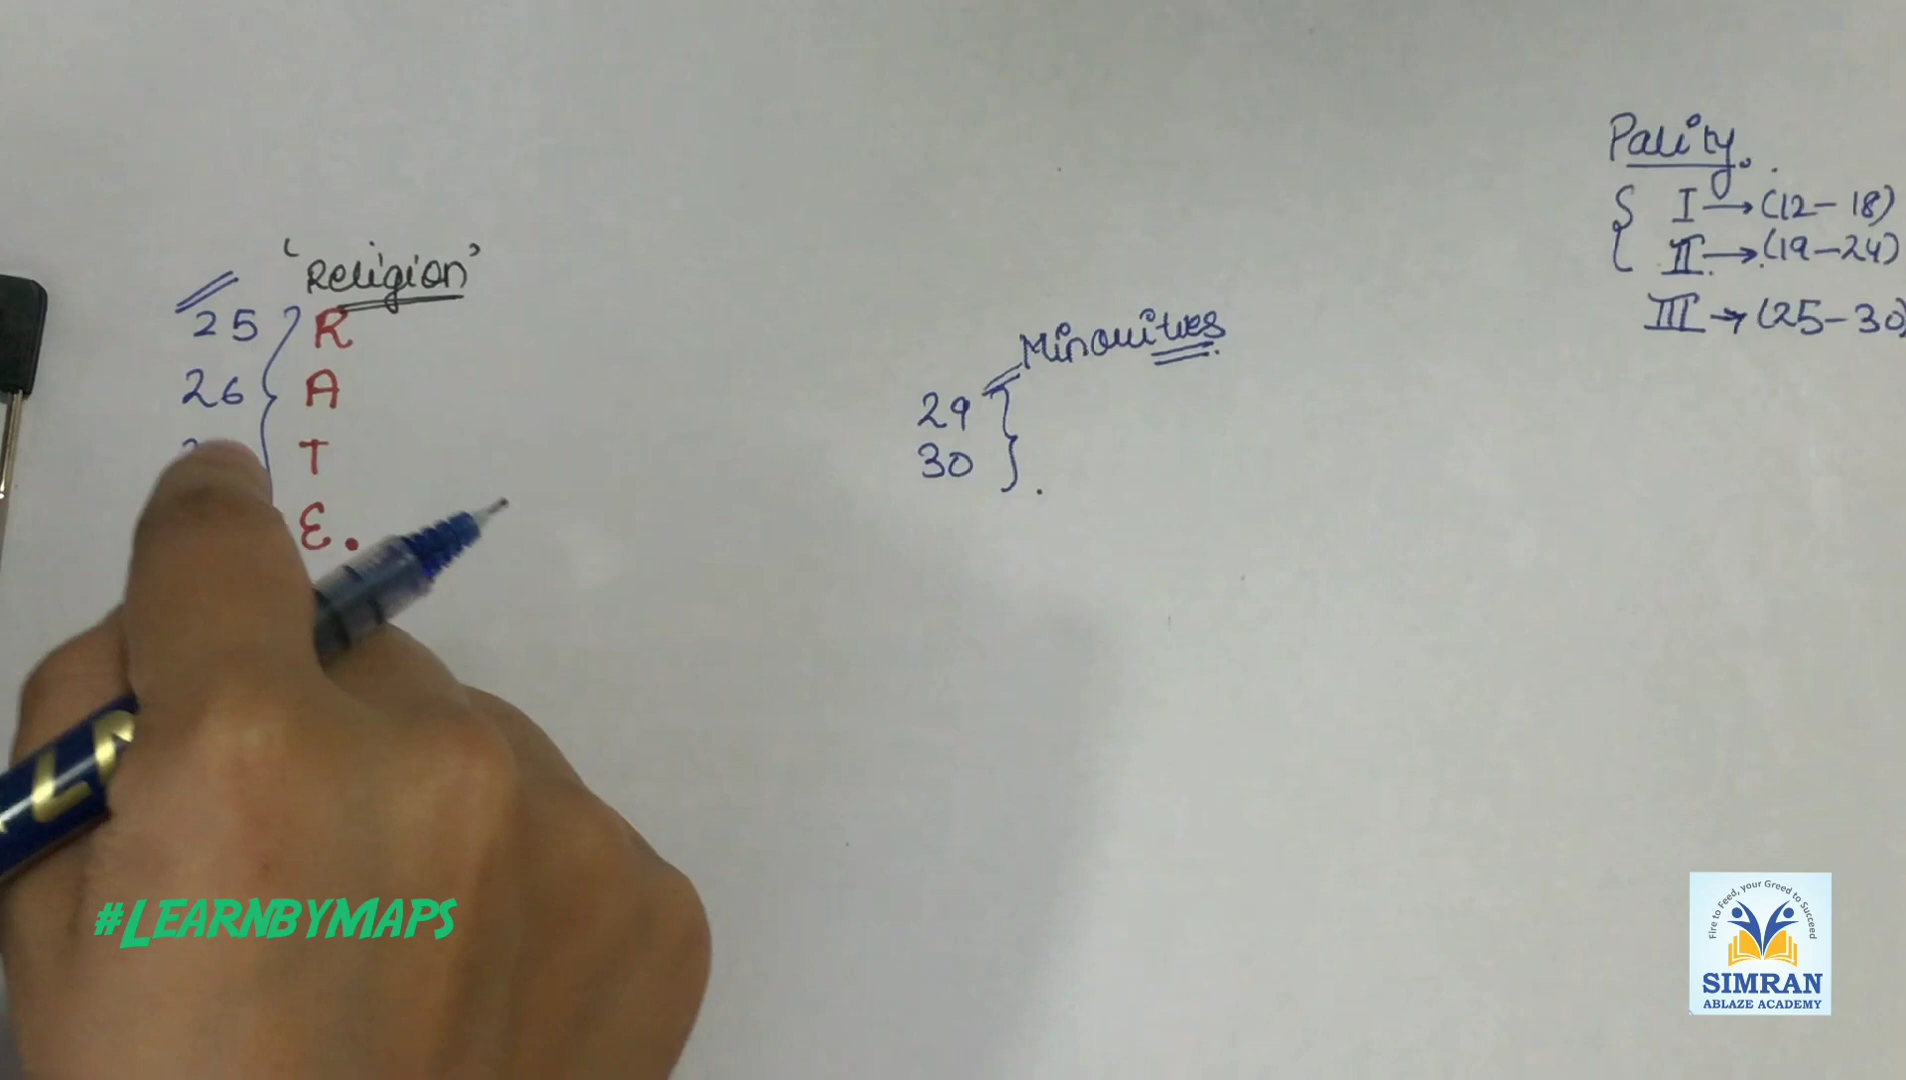 'Religion'
25 R
26 A
T
E.
Minorities
29
30
Polity.
I → (12-18)
II → (19-24)
III → (25-30)
#LEARNBYMAPS
Fire to Feed, your Greed to Succeed
SIMRAN
ABLAZE ACADEMY